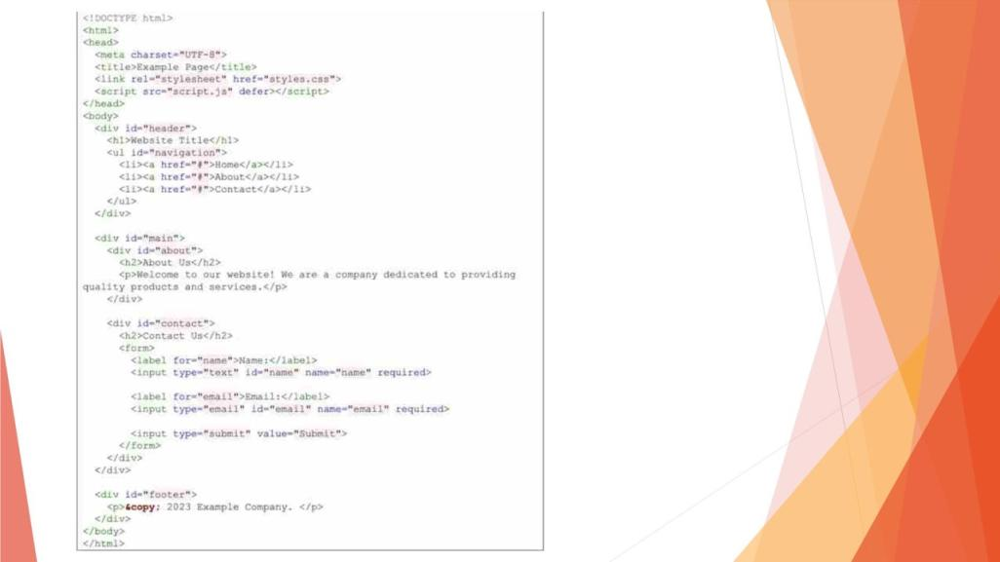 <!DOCTYPE html>
<html>
<head>
  <meta charset="UTF-8">
  <title>Example Page</title>
  <link rel="stylesheet" href="styles.css">
  <script src="script.js" defer></script>
</head>
<body>
  <div id="header">
    <h1>Website Title</h1>
    <ul id="navigation">
      <li><a href="#">Home</a></li>
      <li><a href="#">About</a></li>
      <li><a href="#">Contact</a></li>
    </ul>
  </div>

  <div id="main">
    <div id="about">
      <h2>About Us</h2>
      <p>Welcome to our website! We are a company dedicated to providing
quality products and services.</p>
    </div>

    <div id="contact">
      <h2>Contact Us</h2>
      <form>
        <label for="name">Name:</label>
        <input type="text" id="name" name="name" required>

        <label for="email">Email:</label>
        <input type="email" id="email" name="email" required>

        <input type="submit" value="Submit">
      </form>
    </div>
  </div>

  <div id="footer">
    <p>&copy; 2023 Example Company. </p>
  </div>
</body>
</html>